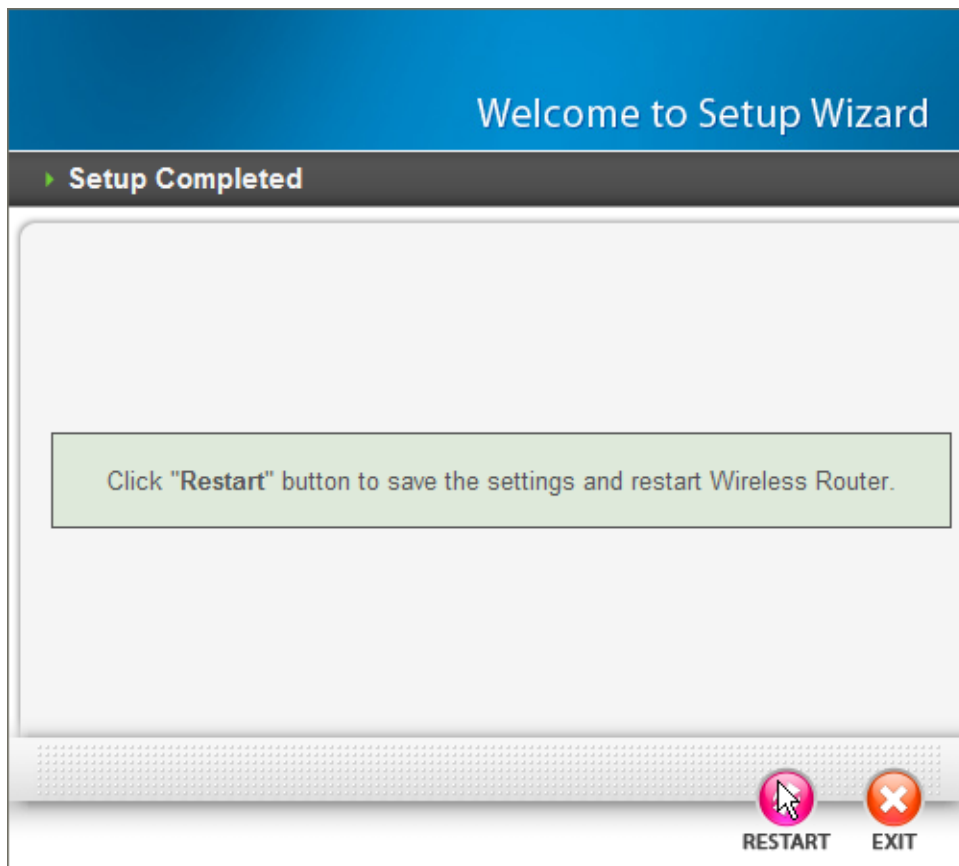 Welcome to Setup Wizard
Setup Completed
Click "Restart" button to save the settings and restart Wireless Router.
RESTART EXIT